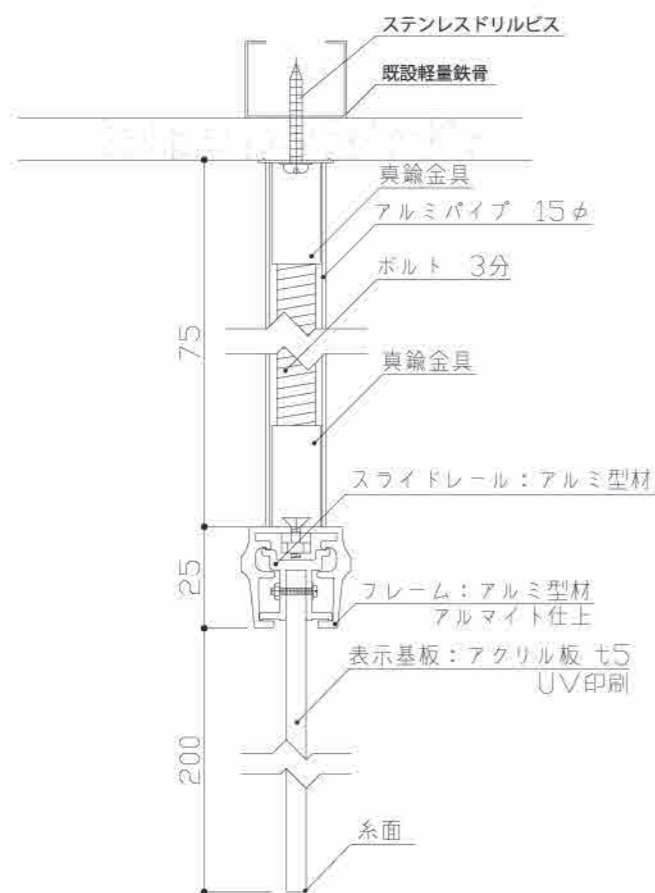 ステンレスドリルビス
既設軽量鉄骨
真鍮金具
アルミパイプ 15φ
ボルト 3分
75
真鍮金具
スライドレール：アルミ型材
25
フレーム：アルミ型材
アルマイト仕上
表示基板：アクリル板 t5
UV印刷
200
糸面